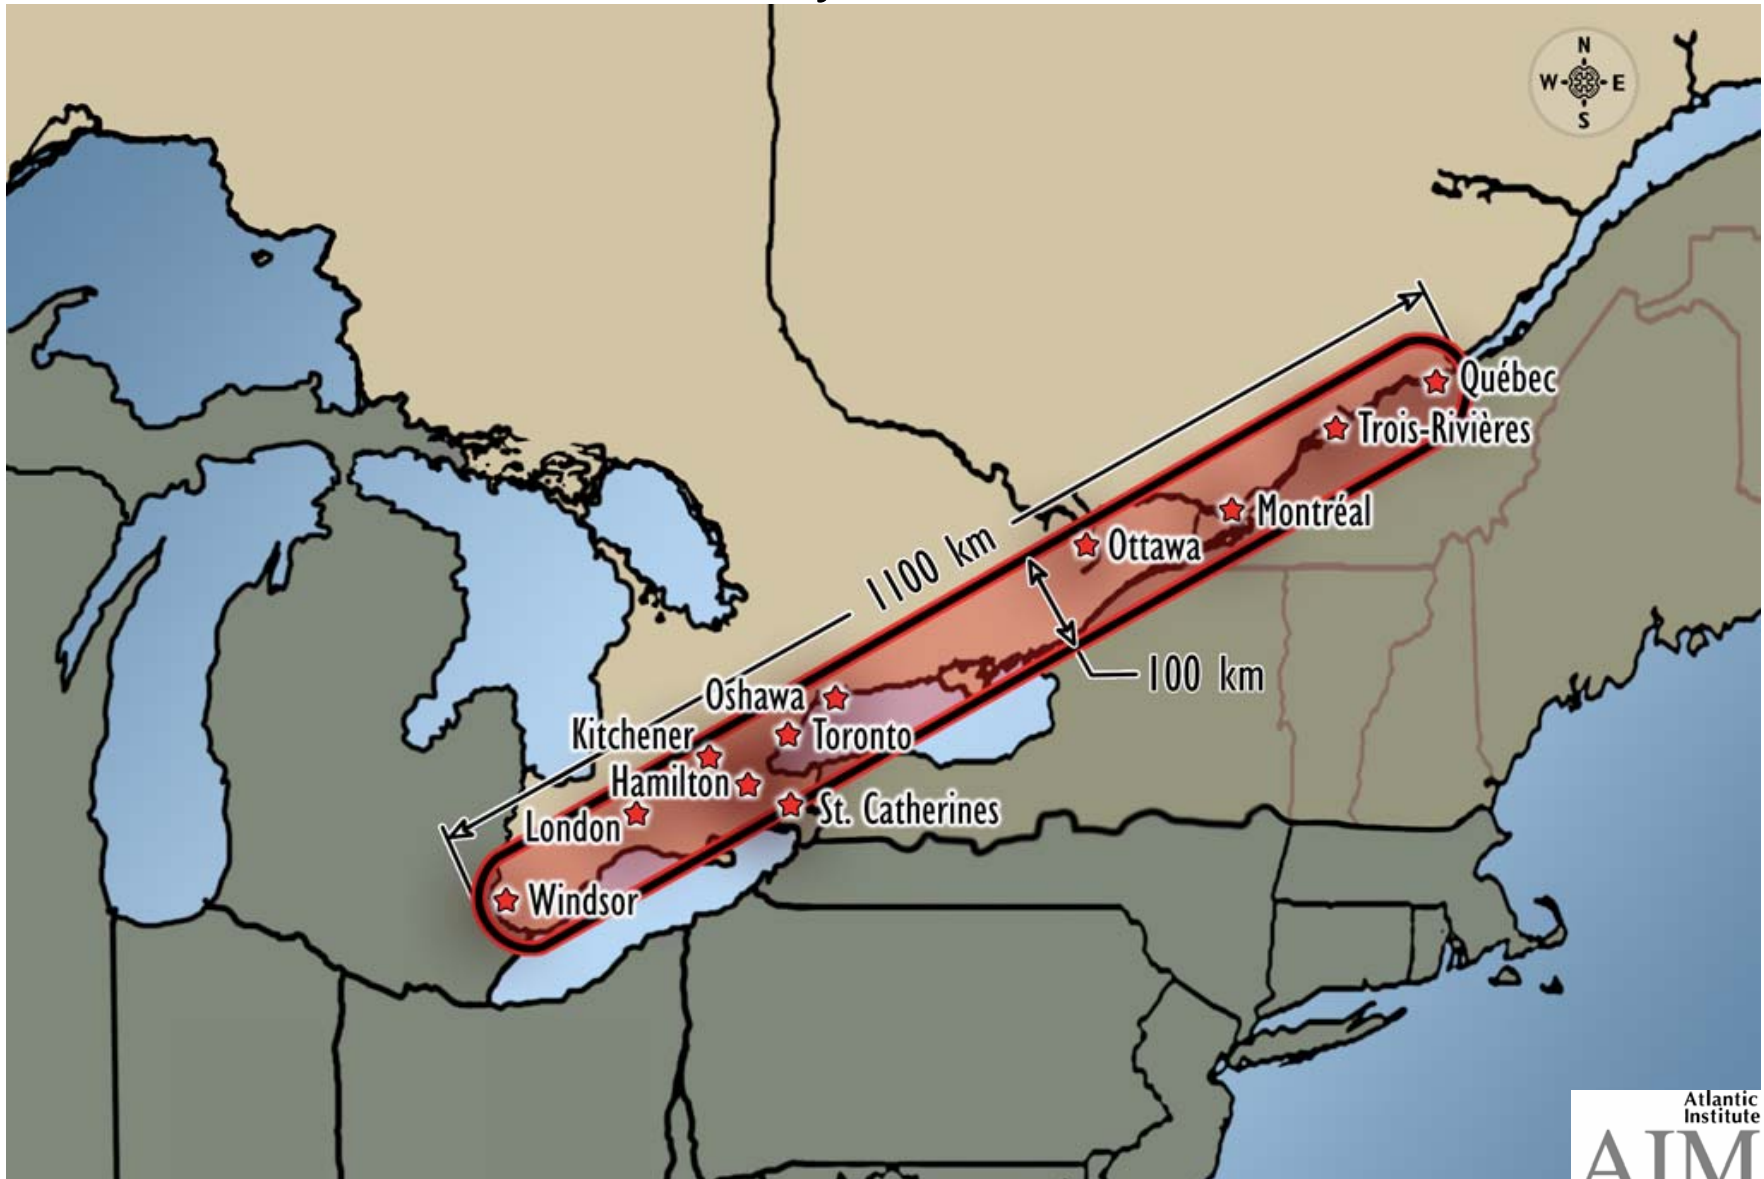 N
W E
S
Québec
Trois-Rivières
Montréal
Ottawa
1100 km
100 km
Oshawa
Toronto
Kitchener
Hamilton
St. Catherines
London
Windsor
Atlantic
Institute
AIM